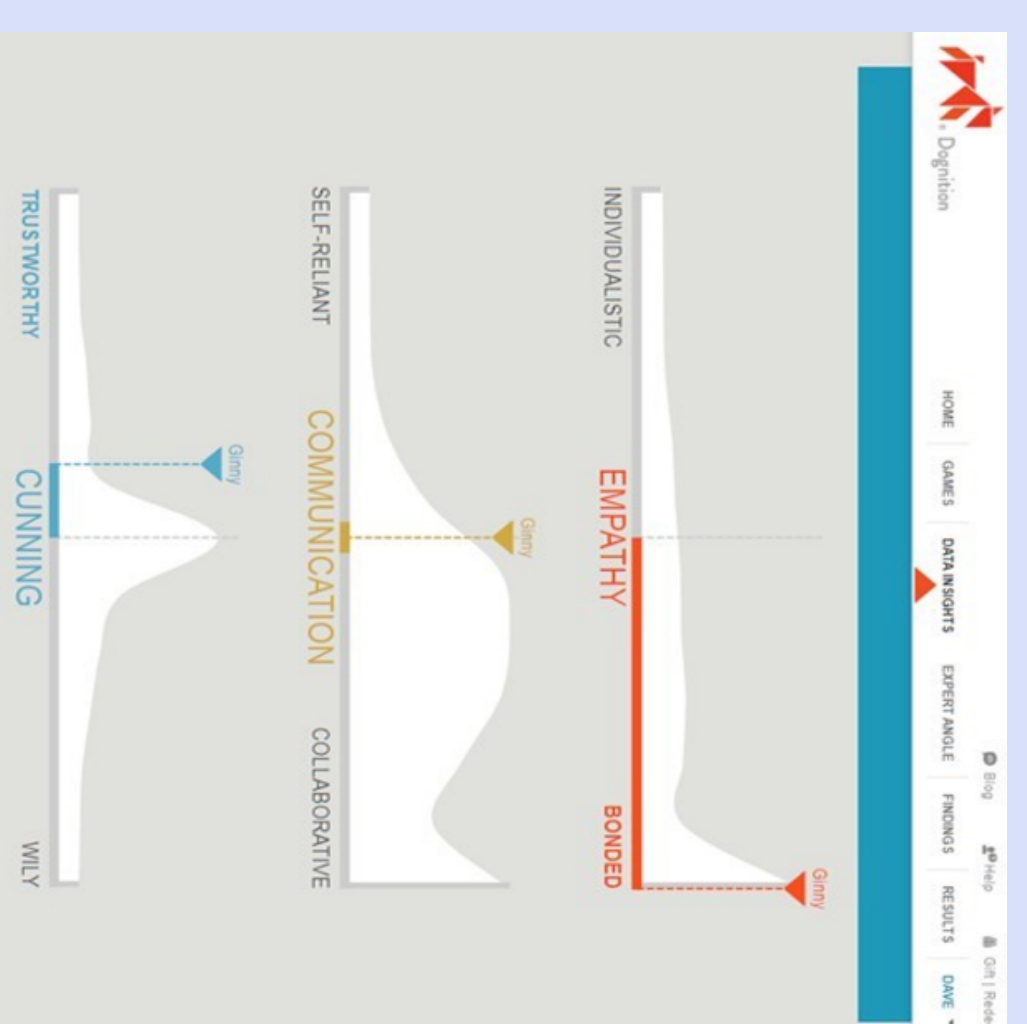 Blog Help Gift |
® Dognition
HOME GAMES DATA INSIGHTS EXPERT ANGLE FINDINGS RESULTS DAVE
Ginny
INDIVIDUALISTIC EMPATHY BONDED
Ginny
SELF-RELIANT COMMUNICATION COLLABORATIVE
Ginny
TRUSTWORTHY CUNNING WILY